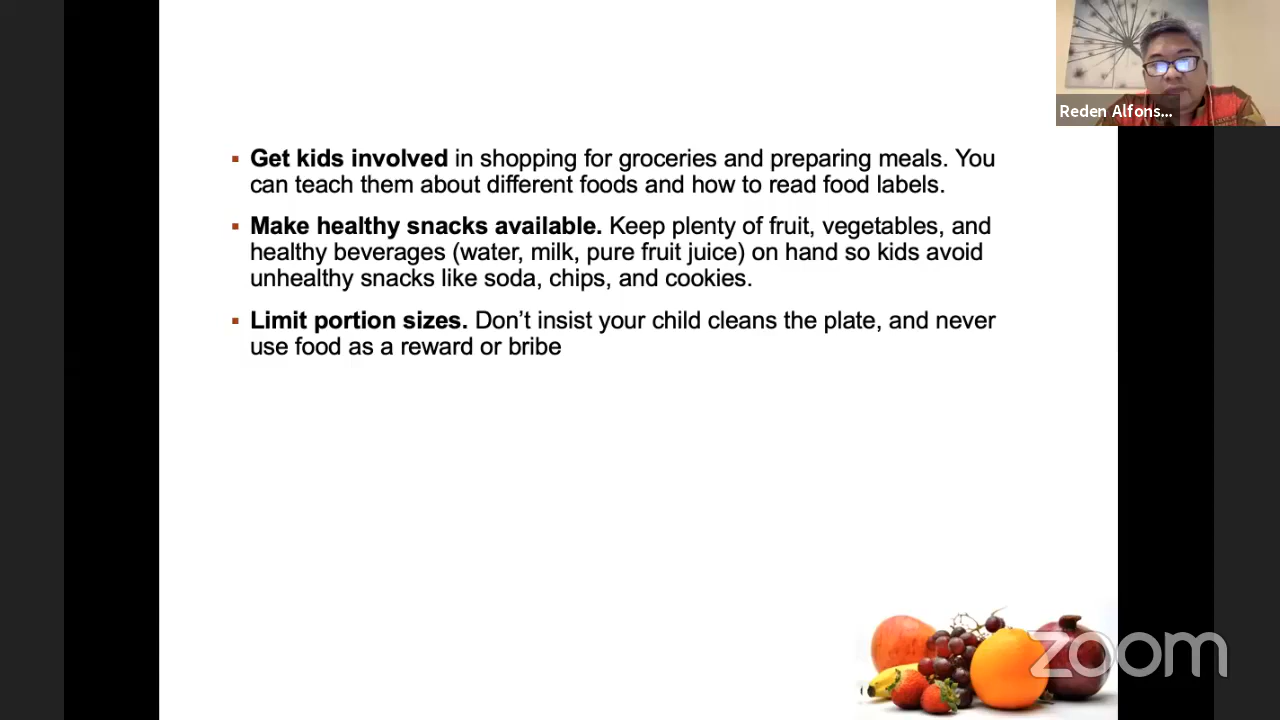 Reden Alfons...
▪ Get kids involved in shopping for groceries and preparing meals. You
can teach them about different foods and how to read food labels.
▪ Make healthy snacks available. Keep plenty of fruit, vegetables, and
healthy beverages (water, milk, pure fruit juice) on hand so kids avoid
unhealthy snacks like soda, chips, and cookies.
▪ Limit portion sizes. Don’t insist your child cleans the plate, and never
use food as a reward or bribe
zoom